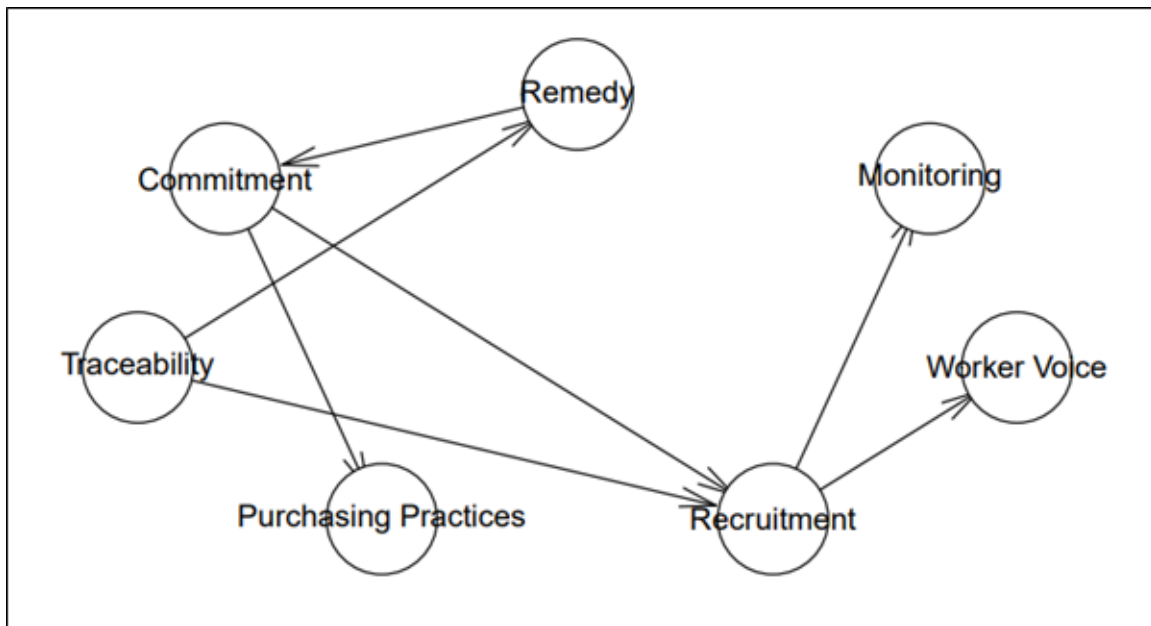 Remedy
Commitment
Monitoring
Traceability
Worker Voice
Purchasing Practices
Recruitment